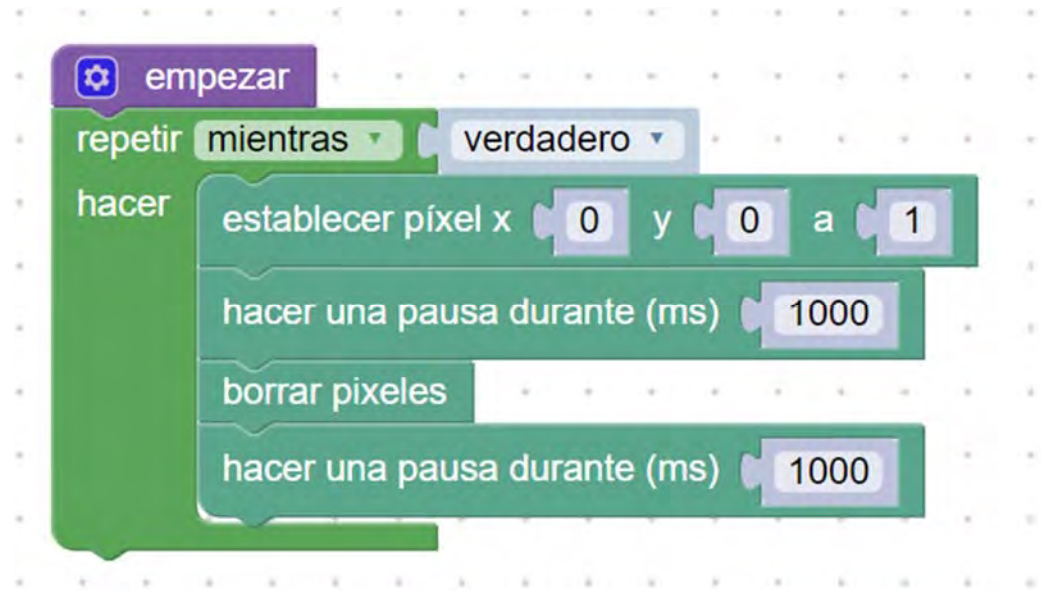 empezar
repetir mientras verdadero
hacer
establecer píxel x 0 y 0 a 1
hacer una pausa durante (ms) 1000
borrar pixeles
hacer una pausa durante (ms) 1000